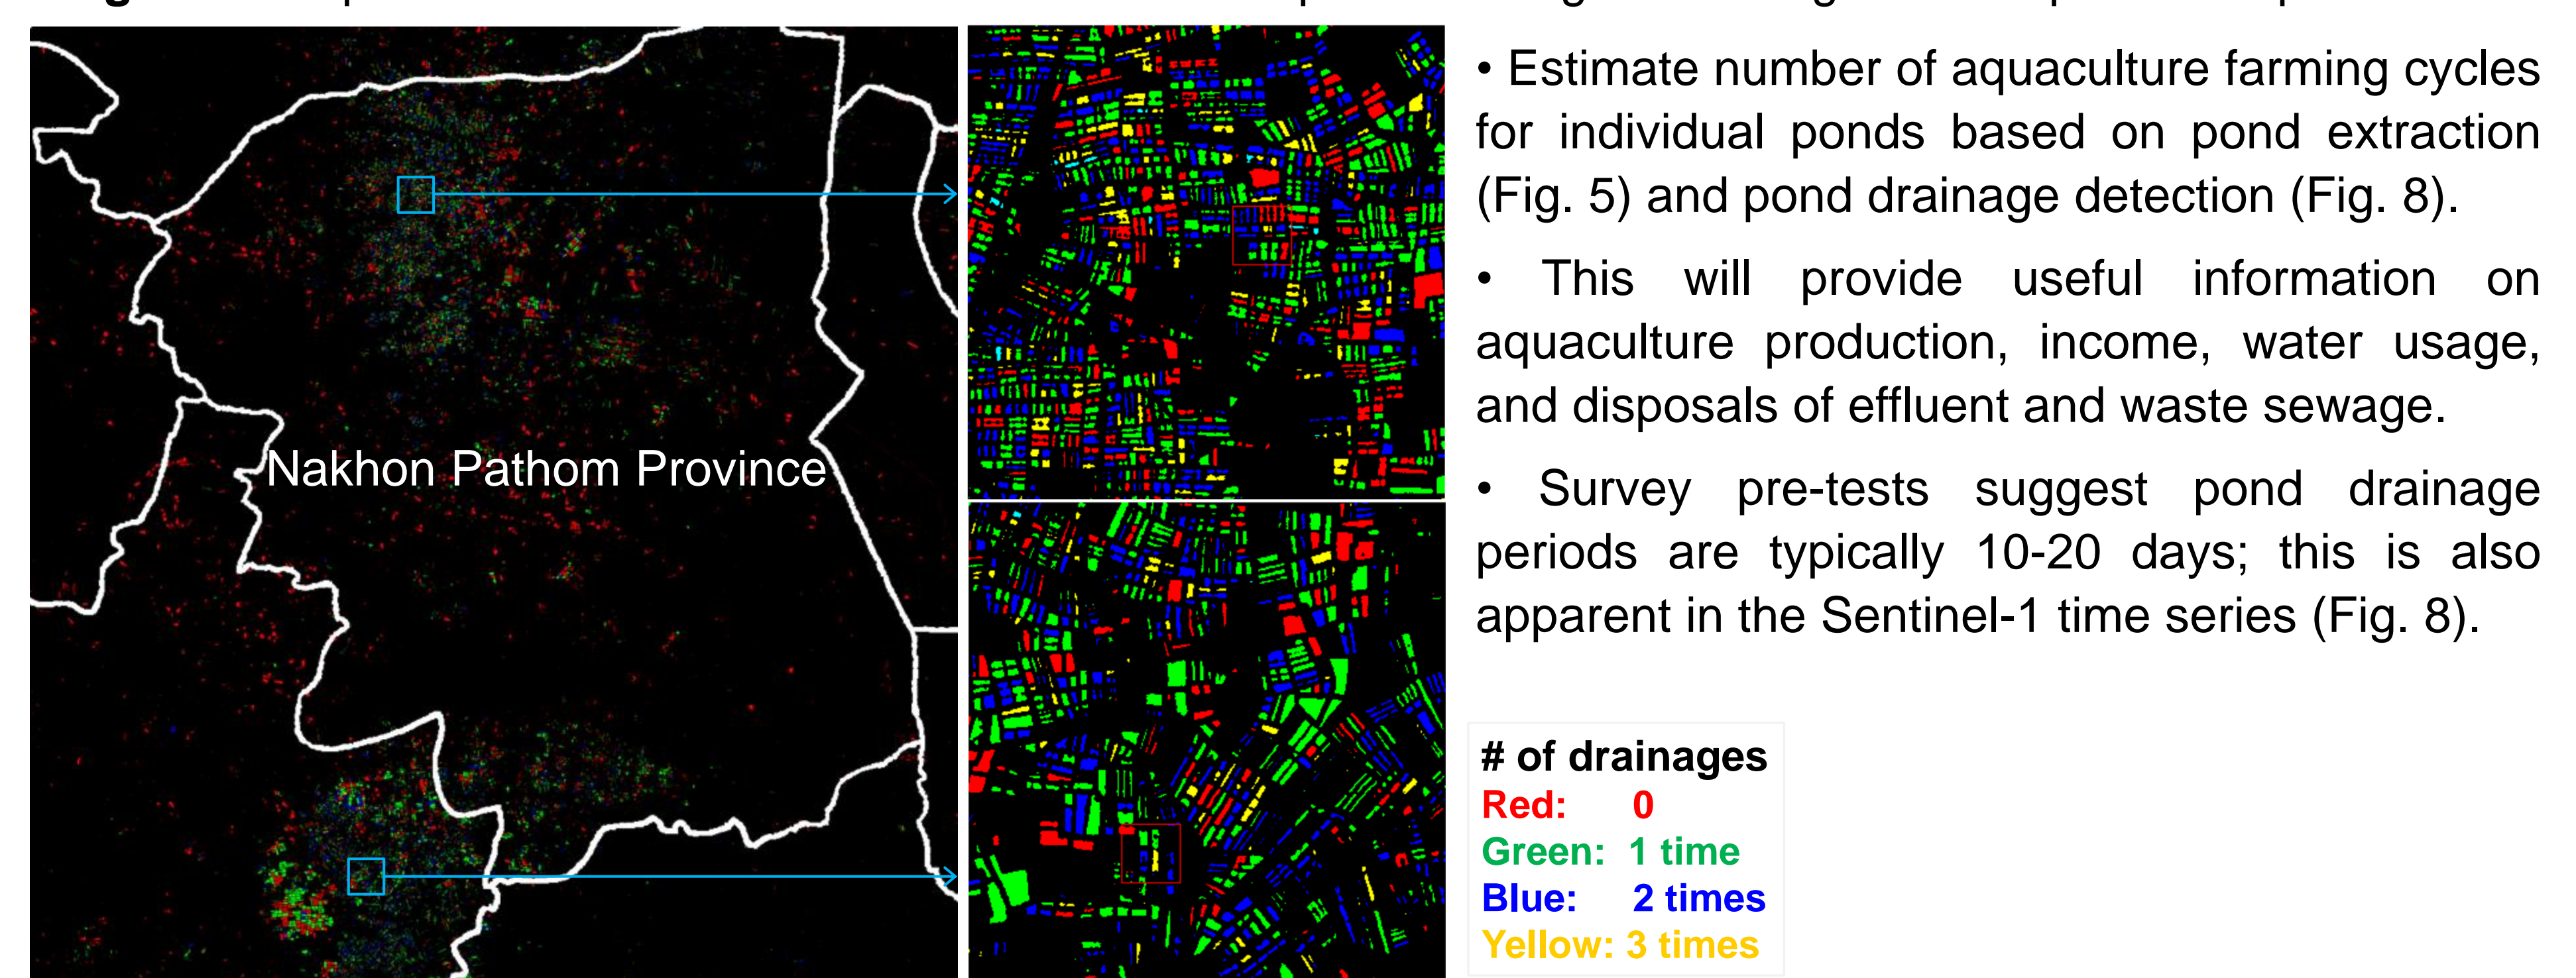 Nakhon Pathom Province
• Estimate number of aquaculture farming cycles
for individual ponds based on pond extraction
(Fig. 5) and pond drainage detection (Fig. 8).
• This will provide useful information on
aquaculture production, income, water usage,
and disposals of effluent and waste sewage.
• Survey pre-tests suggest pond drainage
periods are typically 10-20 days; this is also
apparent in the Sentinel-1 time series (Fig. 8).
# of drainages
Red: 0
Green: 1 time
Blue: 2 times
Yellow: 3 times